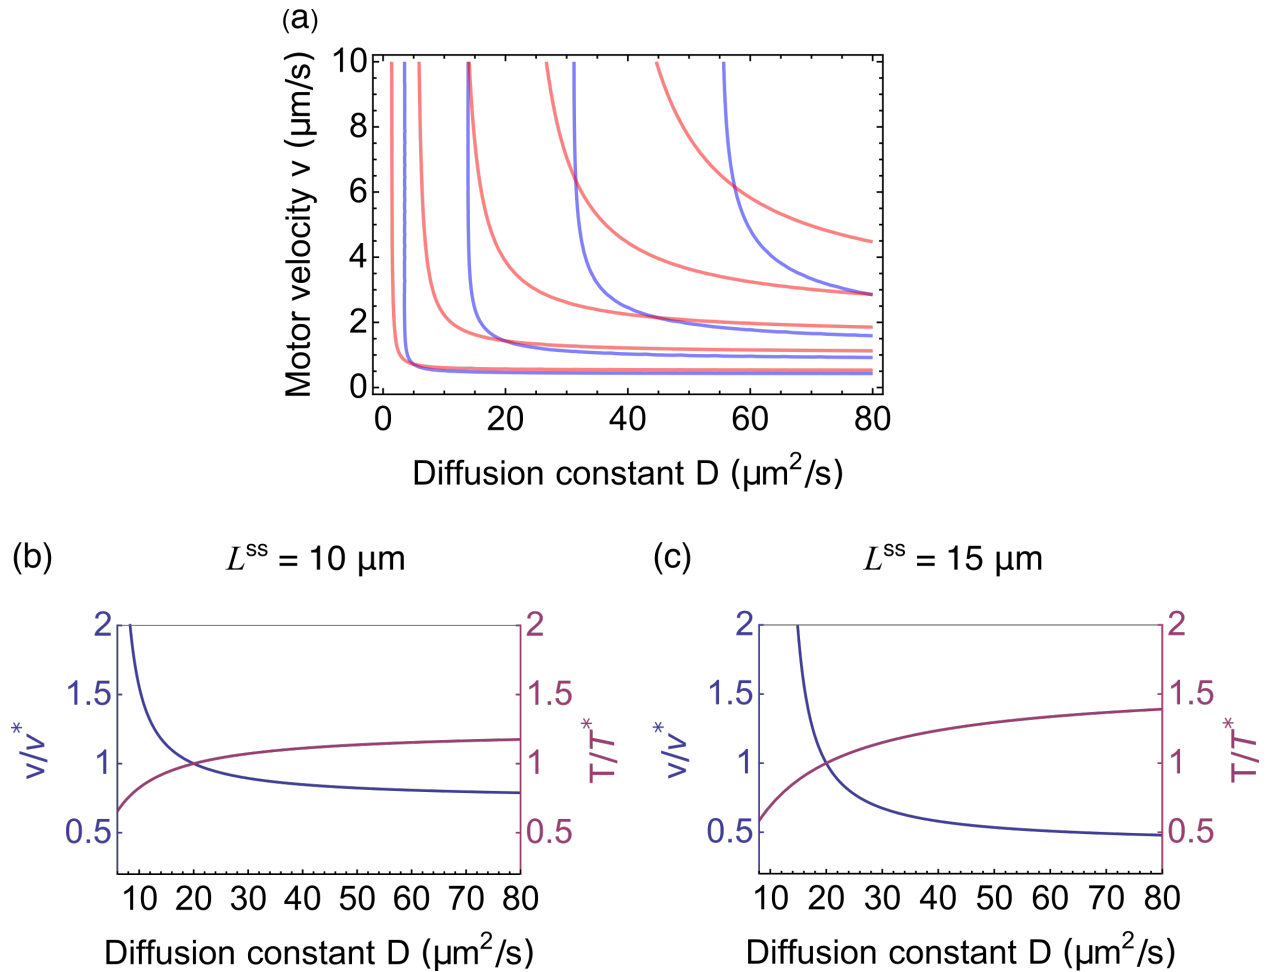 (a)
Motor velocity v (μm/s)
10
8
6
4
2
0
0 20 40 60 80
Diffusion constant D (μm²/s)
(b) Lˢˢ = 10 μm
v/v*
2
1.5
1
0.5
2
1.5
1
0.5
T/T*
10 20 30 40 50 60 70 80
Diffusion constant D (μm²/s)
(c) Lˢˢ = 15 μm
v/v*
2
1.5
1
0.5
2
1.5
1
0.5
T/T*
10 20 30 40 50 60 70 80
Diffusion constant D (μm²/s)